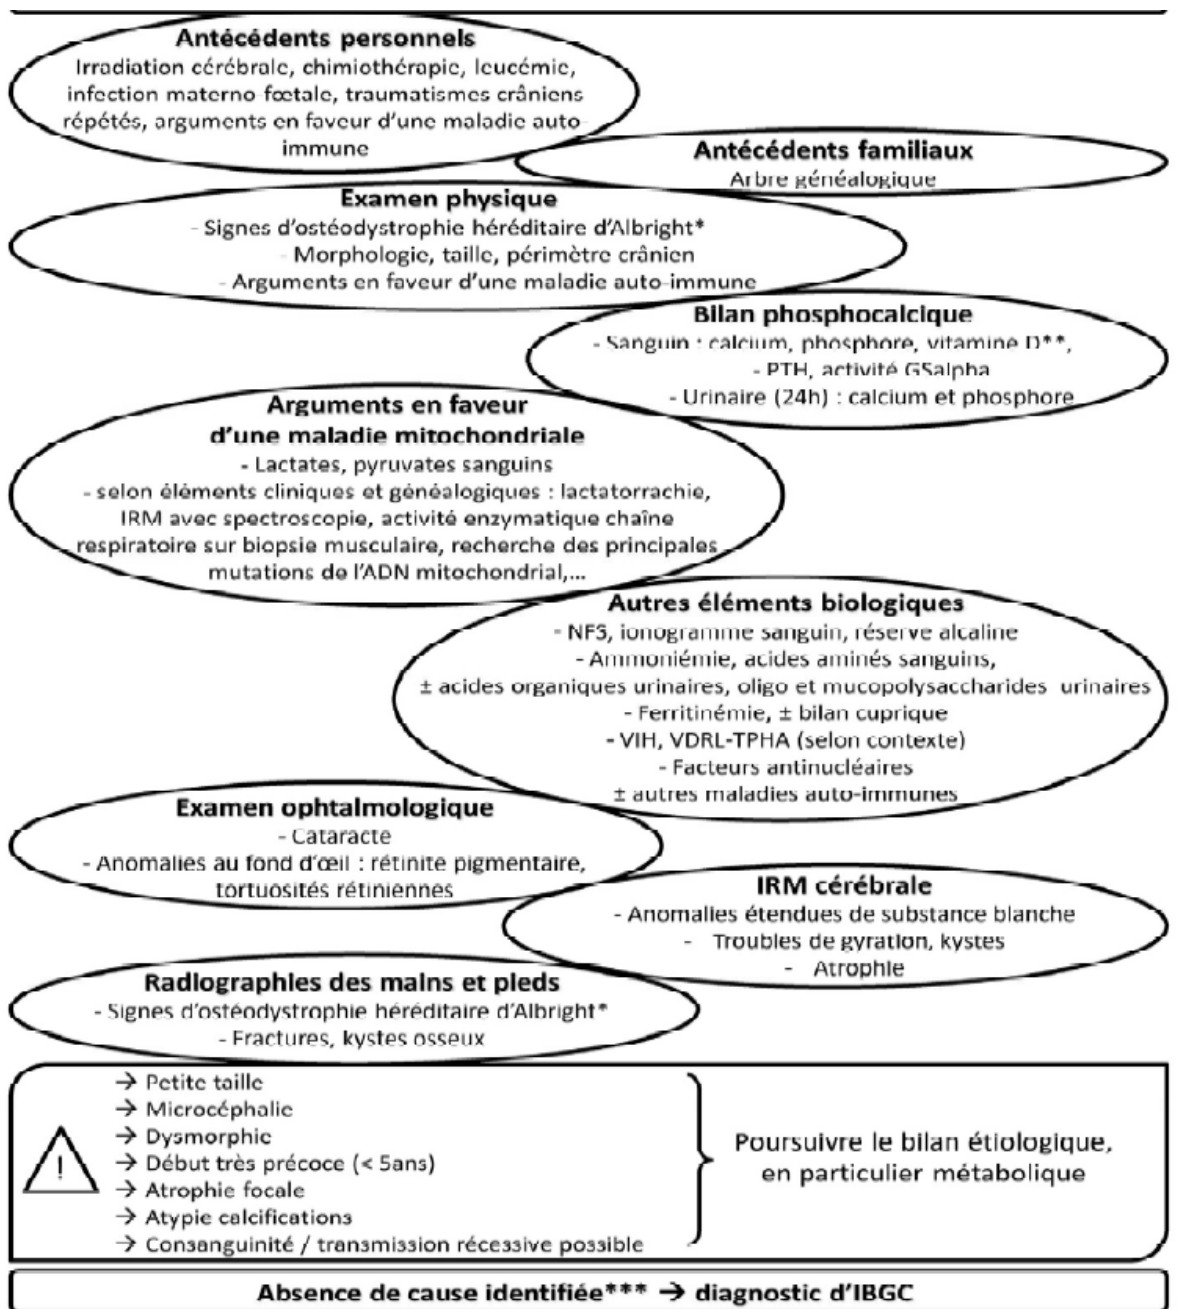 Antécédents personnels
Irradiation cérébrale, chimiothérapie, leucémie,
infection materno-fœtale, traumatismes crâniens
répétés, arguments en faveur d'une maladie auto-
immune
Antécédents familiaux
Arbre généalogique
Examen physique
- Signes d'ostéodystrophie héréditaire d'Albright*
- Morphologie, taille, périmètre crânien
- Arguments en faveur d'une maladie auto-immune
Bilan phosphocalcique
- Sanguin : calcium, phosphore, vitamine D**,
- PTH, activité GSalpha
- Urinaire (24h) : calcium et phosphore
Arguments en faveur
d'une maladie mitochondriale
- Lactates, pyruvates sanguins
- selon éléments cliniques et généalogiques : lactatorrachie,
IRM avec spectroscopie, activité enzymatique chaîne
respiratoire sur biopsie musculaire, recherche des principales
mutations de l'ADN mitochondrial,...
Autres éléments biologiques
- NFS, ionogramme sanguin, réserve alcaline
- Ammoniémie, acides aminés sanguins,
± acides organiques urinaires, oligo et mucopolysaccharides urinaires
- Ferritinémie, ± bilan cuprique
- VIH, VDRL-TPHA (selon contexte)
- Facteurs antinucléaires
± autres maladies auto-immunes
Examen ophtalmologique
- Cataracte
- Anomalies au fond d'œil : rétinite pigmentaire,
tortuosités rétiniennes
IRM cérébrale
- Anomalies étendues de substance blanche
- Troubles de gyration, kystes
- Atrophie
Radiographies des mains et pieds
- Signes d'ostéodystrophie héréditaire d'Albright*
- Fractures, kystes osseux
→ Petite taille
→ Microcéphalie
→ Dysmorphie
→ Début très précoce (< 5ans)
→ Atrophie focale
→ Atypie calcifications
→ Consanguinité / transmission récessive possible
!
Poursuivre le bilan étiologique,
en particulier métabolique
Absence de cause identifiée*** → diagnostic d'IBGC